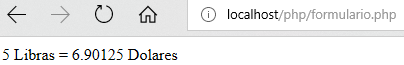 localhost/php/formulario.php
5 Libras = 6.90125 Dolares